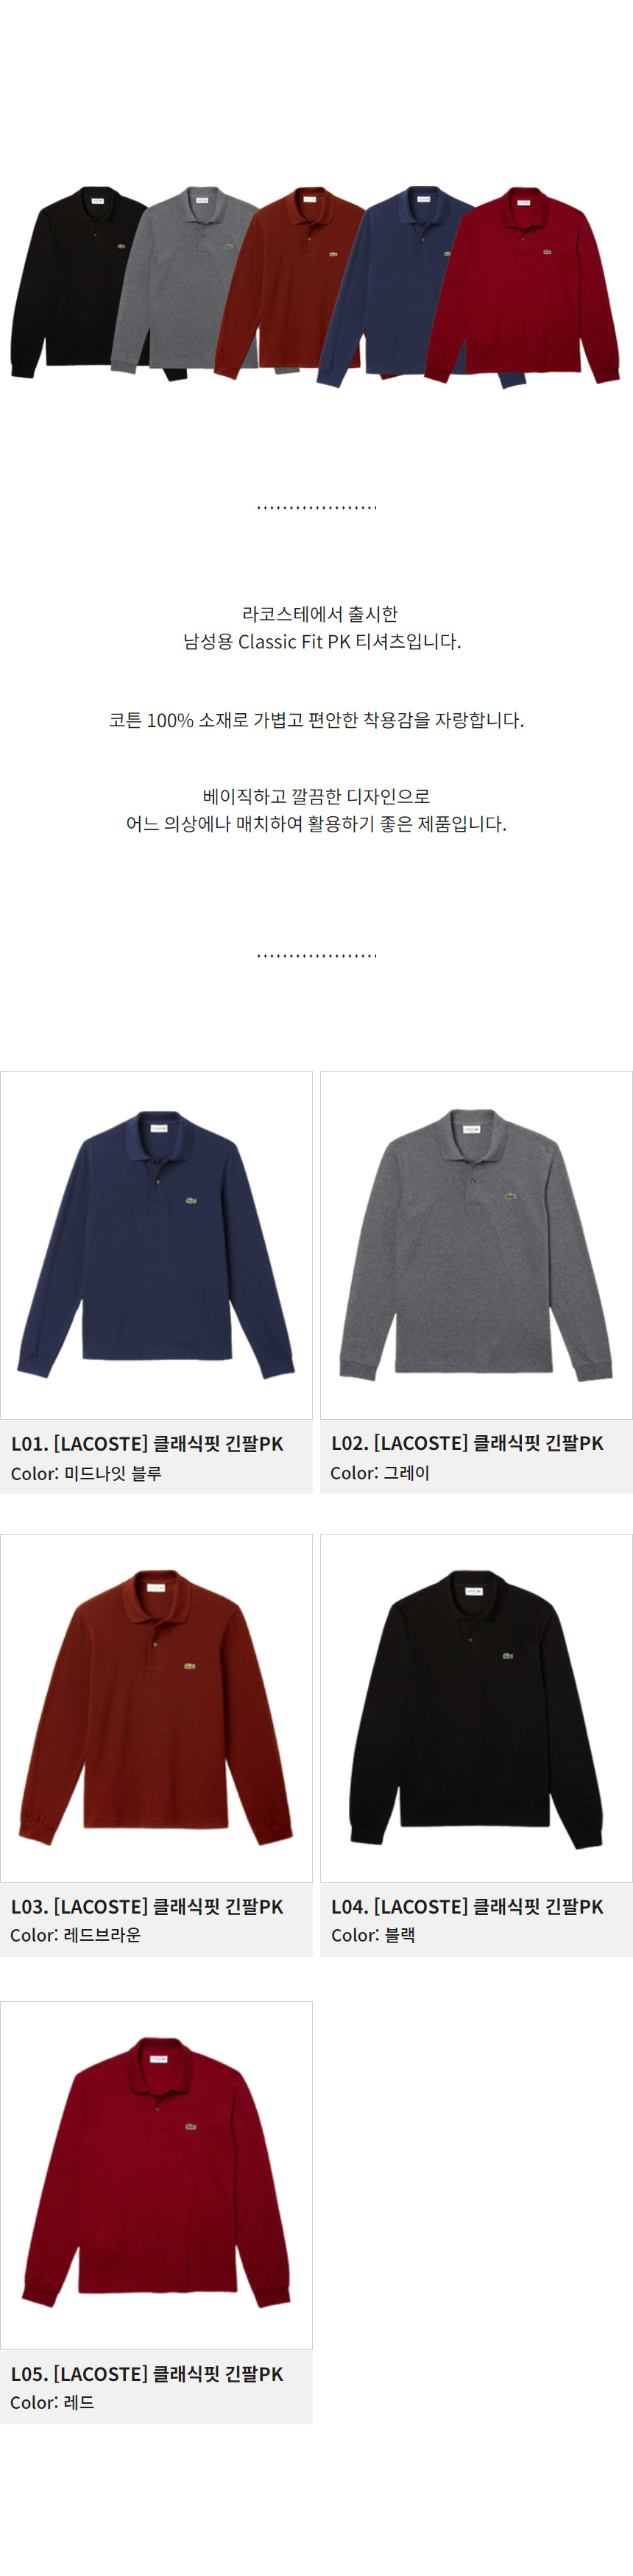 라코스테에서 출시한
남성용 Classic Fit PK 티셔츠입니다.
코튼 100% 소재로 가볍고 편안한 착용감을 자랑합니다.
베이직하고 깔끔한 디자인으로
어느 의상에나 매치하여 활용하기 좋은 제품입니다.
L01. [LACOSTE] 클래식핏 긴팔PK
Color: 미드나잇 블루
L02. [LACOSTE] 클래식핏 긴팔PK
Color: 그레이
L03. [LACOSTE] 클래식핏 긴팔PK
Color: 레드브라운
L04. [LACOSTE] 클래식핏 긴팔PK
Color: 블랙
L05. [LACOSTE] 클래식핏 긴팔PK
Color: 레드